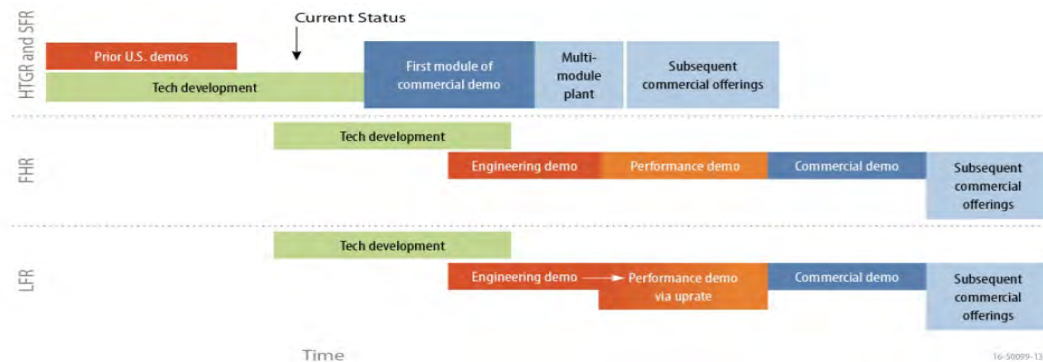 Current Status
HTGR and SFR
Prior U.S. demos
Tech development
First module of
commercial demo
Multi-
module
plant
Subsequent
commercial offerings
FHR
Tech development
Engineering demo
Performance demo
Commercial demo
Subsequent
commercial
offerings
LFR
Tech development
Engineering demo
Performance demo
via uprate
Commercial demo
Subsequent
commercial
offerings
Time
16-50099-13